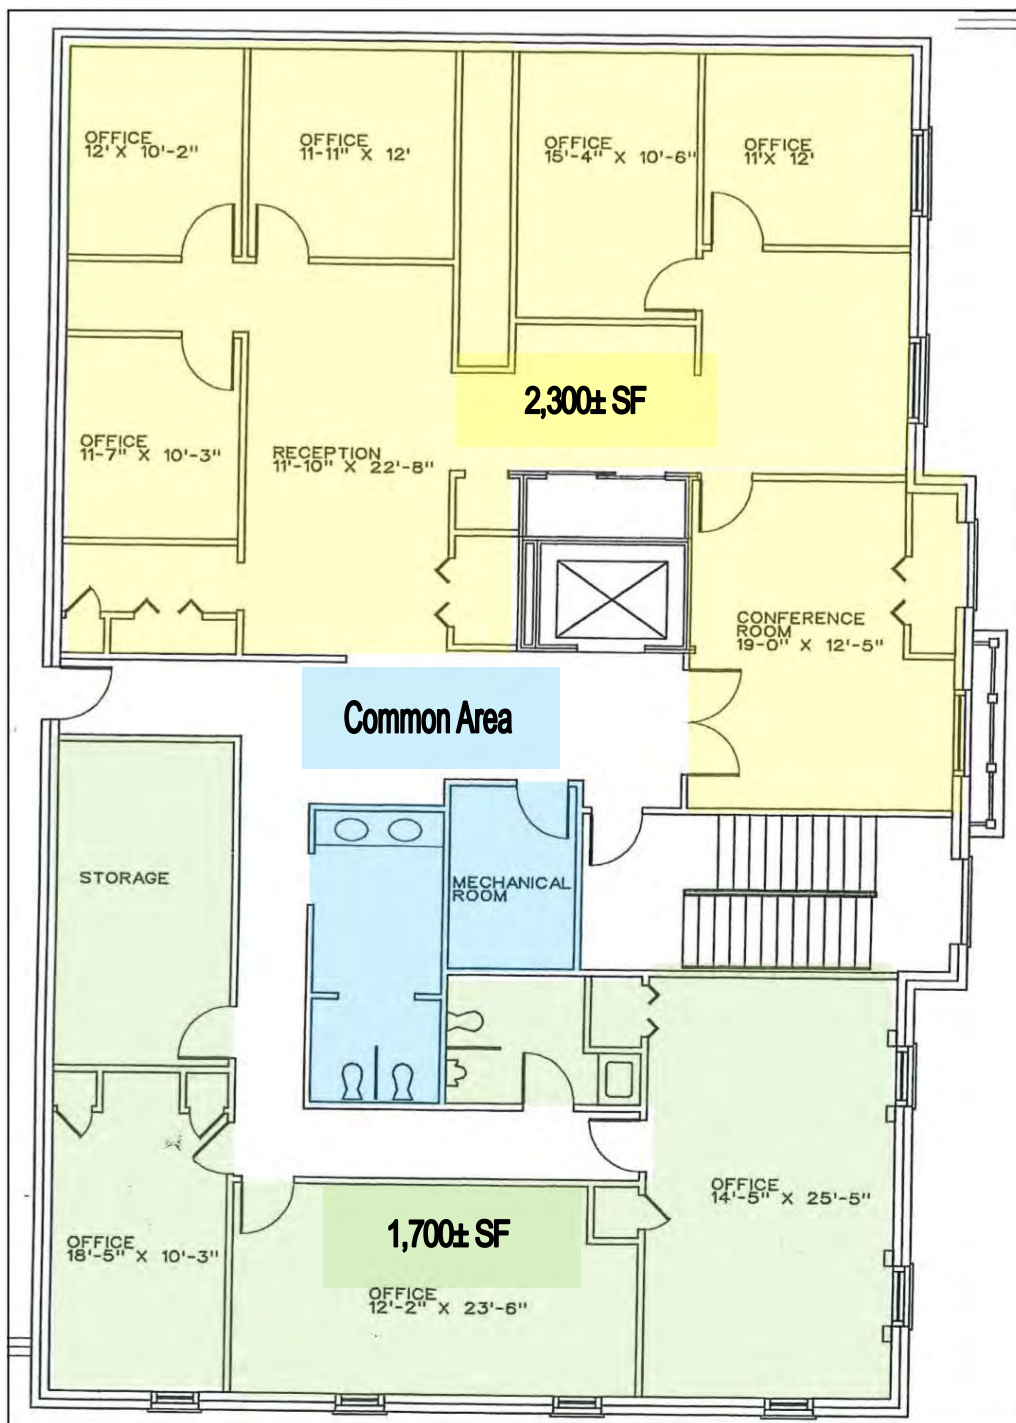 OFFICE
12' X 10'-2"
OFFICE
11-11" X 12'
OFFICE
15'-4" X 10'-6"
OFFICE
11'X 12'
2,300± SF
OFFICE
11-7" X 10'-3"
RECEPTION
11'-10" X 22'-8"
CONFERENCE
ROOM
19-0" X 12'-5"
Common Area
STORAGE
MECHANICAL
ROOM
OFFICE
14'-5" X 25'-5"
1,700± SF
OFFICE
18'-5" X 10'-3"
OFFICE
12'-2" X 23'-6"